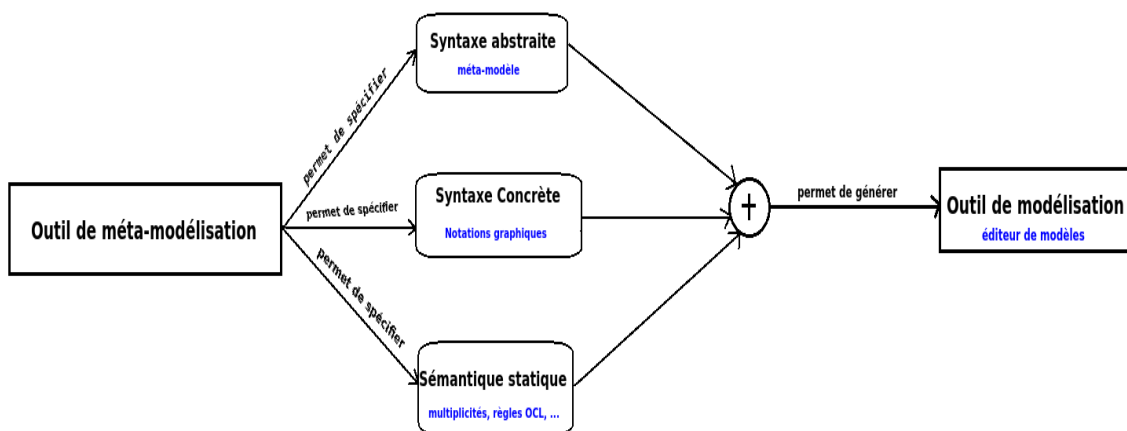 Syntaxe abstraite
méta-modèle
permet de spécifier
Outil de méta-modélisation
permet de spécifier
Syntaxe Concrète
Notations graphiques
permet de spécifier
Sémantique statique
multiplicités, règles OCL, ...
+
permet de générer
Outil de modélisation
éditeur de modèles